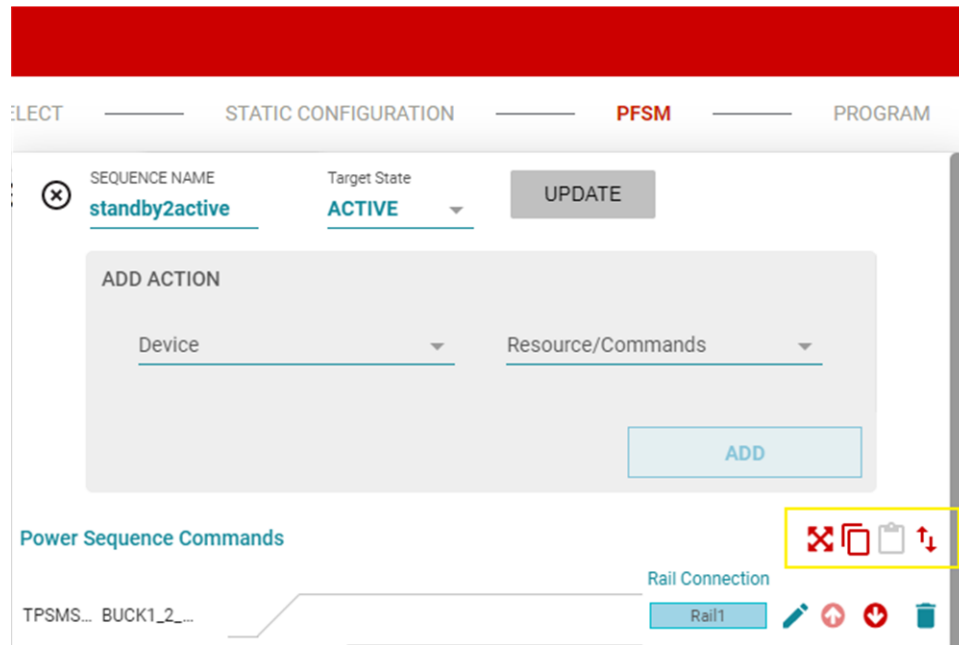 ELECT STATIC CONFIGURATION PFSM PROGRAM
SEQUENCE NAME Target State
standby2active ACTIVE UPDATE
ADD ACTION
Device Resource/Commands
ADD
Power Sequence Commands
Rail Connection
TPSMS... BUCK1_2_... Rail1